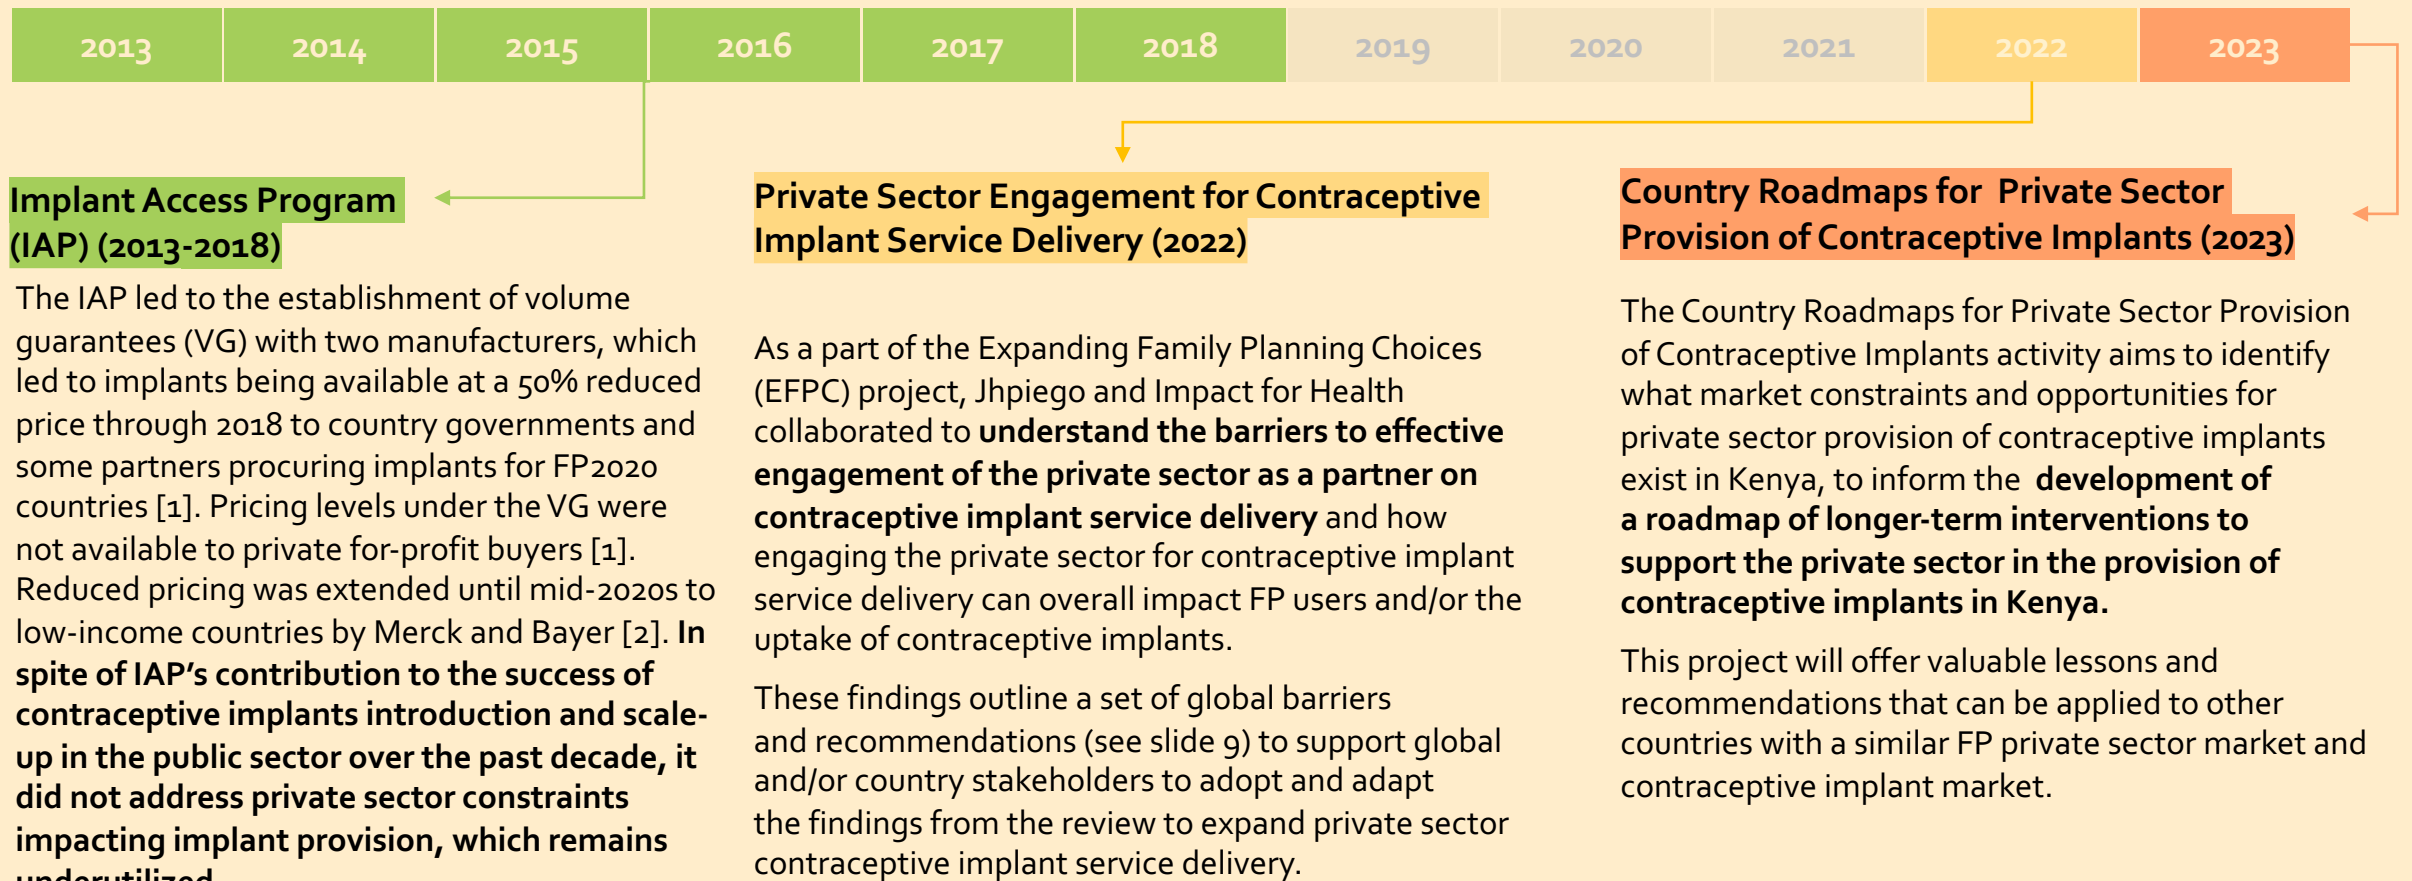 2013 2014 2015 2016 2017 2018 2019 2020 2021 2022 2023
Implant Access Program
(IAP) (2013-2018)
The IAP led to the establishment of volume
guarantees (VG) with two manufacturers, which
led to implants being available at a 50% reduced
price through 2018 to country governments and
some partners procuring implants for FP2020
countries [1]. Pricing levels under the VG were
not available to private for-profit buyers [1].
Reduced pricing was extended until mid-2020s to
low-income countries by Merck and Bayer [2]. In
spite of IAP’s contribution to the success of
contraceptive implants introduction and scale-
up in the public sector over the past decade, it
did not address private sector constraints
impacting implant provision, which remains
underutilized
Private Sector Engagement for Contraceptive
Implant Service Delivery (2022)
As a part of the Expanding Family Planning Choices
(EFPC) project, Jhpiego and Impact for Health
collaborated to understand the barriers to effective
engagement of the private sector as a partner on
contraceptive implant service delivery and how
engaging the private sector for contraceptive implant
service delivery can overall impact FP users and/or the
uptake of contraceptive implants.
These findings outline a set of global barriers
and recommendations (see slide 9) to support global
and/or country stakeholders to adopt and adapt
the findings from the review to expand private sector
contraceptive implant service delivery.
Country Roadmaps for Private Sector
Provision of Contraceptive Implants (2023)
The Country Roadmaps for Private Sector Provision
of Contraceptive Implants activity aims to identify
what market constraints and opportunities for
private sector provision of contraceptive implants
exist in Kenya, to inform the development of
a roadmap of longer-term interventions to
support the private sector in the provision of
contraceptive implants in Kenya.
This project will offer valuable lessons and
recommendations that can be applied to other
countries with a similar FP private sector market and
contraceptive implant market.